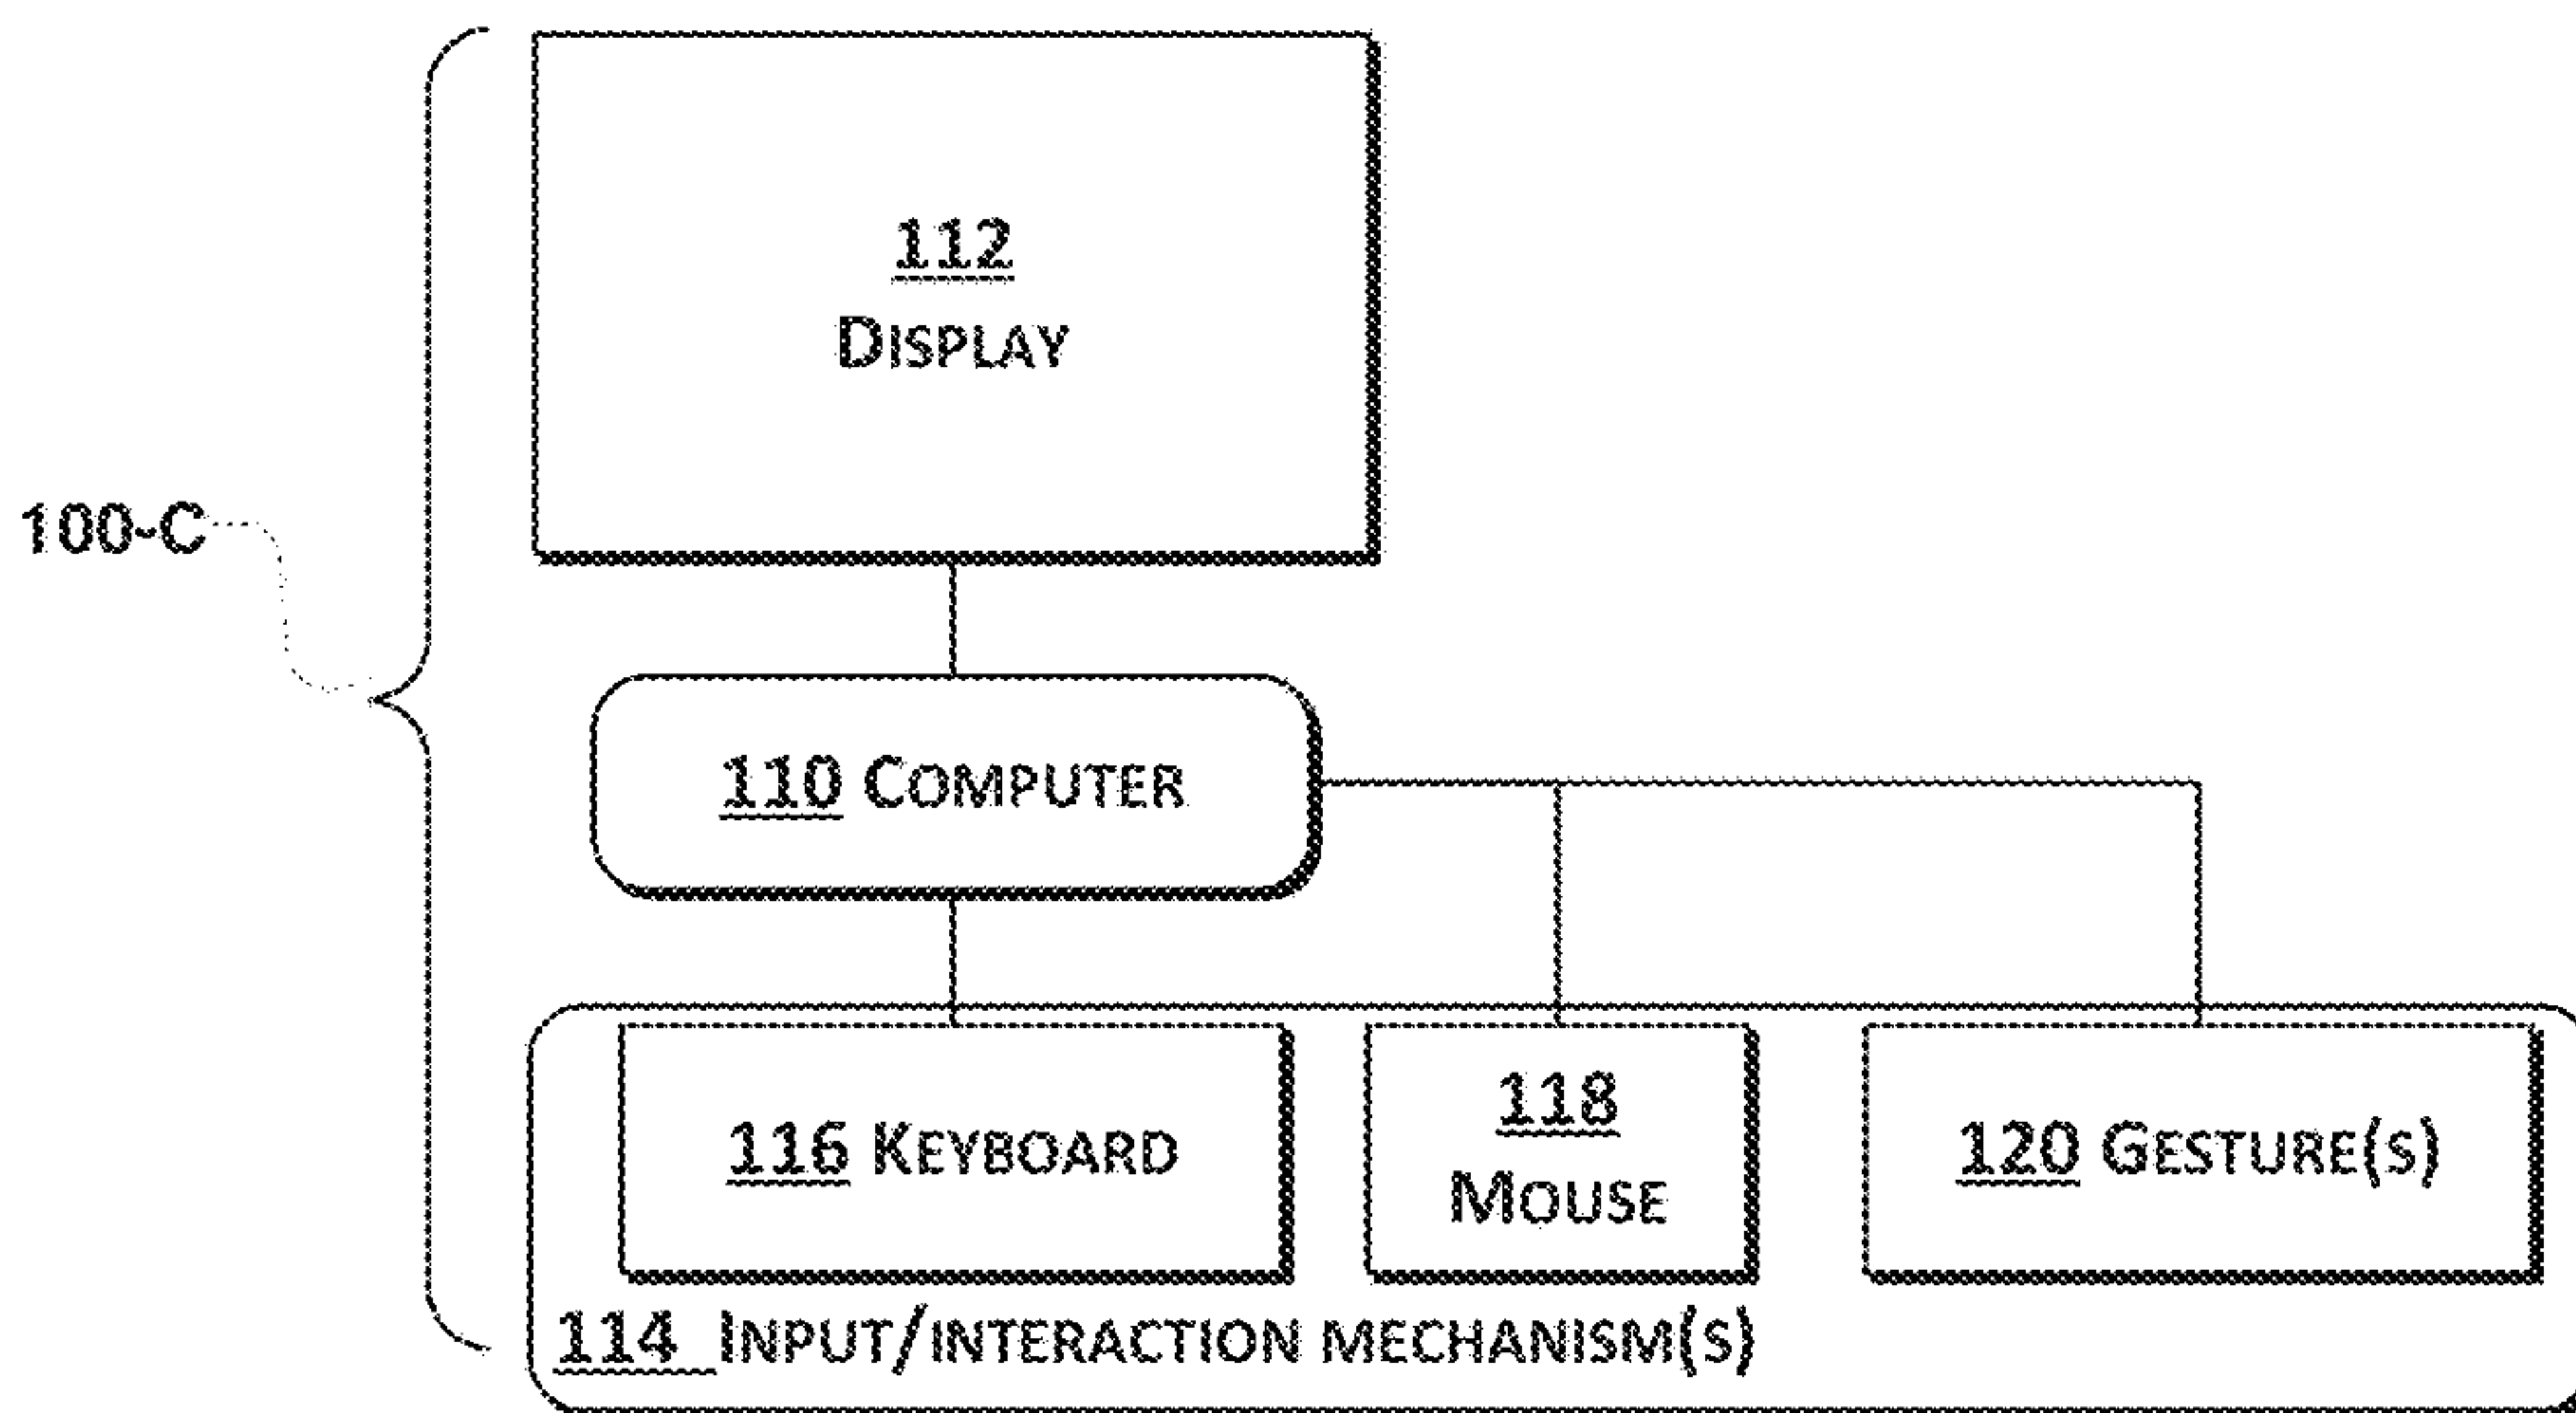 112
DISPLAY
100-C
110 COMPUTER
116 KEYBOARD
118
MOUSE
120 GESTURE(S)
114 INPUT/INTERACTION MECHANISM(S)